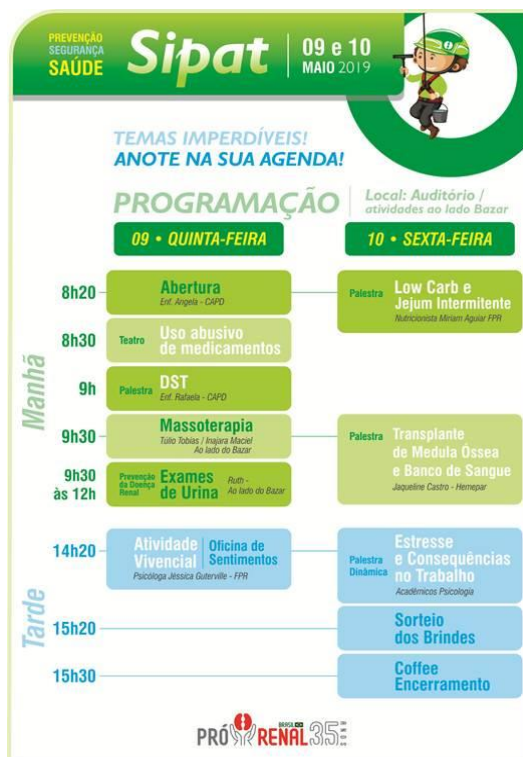 PREVENÇÃO
SEGURANÇA
SAÚDE
Sipat
09 e 10
MAIO 2019
TEMAS IMPERDÍVEIS!
ANOTE NA SUA AGENDA!
PROGRAMAÇÃO
Local: Auditório /
atividades ao lado Bazar
09 • QUINTA-FEIRA
10 • SEXTA-FEIRA
Manhã
8h20
Abertura
Enf. Angela - CAPD
Palestra
Low Carb e
Jejum Intermitente
Nutricionista Miriam Aguiar FPR
8h30
Teatro
Uso abusivo
de medicamentos
9h
Palestra
DST
Enf. Rafaela - CAPD
9h30
Massoterapia
Túlio Tobias / Inajara Maciel
Ao lado do Bazar
Palestra
Transplante
de Medula Óssea
e Banco de Sangue
Jaqueline Castro - Hemepar
9h30
às 12h
Prevenção
da Doença
Renal
Exames
de Urina
Ruth -
Ao lado do Bazar
Tarde
14h20
Atividade
Vivencial
Oficina de
Sentimentos
Psicóloga Jéssica Guterville - FPR
Palestra
Dinâmica
Estresse
e Consequências
no Trabalho
Acadêmicos Psicologia
15h20
Sorteio
dos Brindes
15h30
Coffee
Encerramento
PRÓ RENAL
BRASIL
35
ANOS